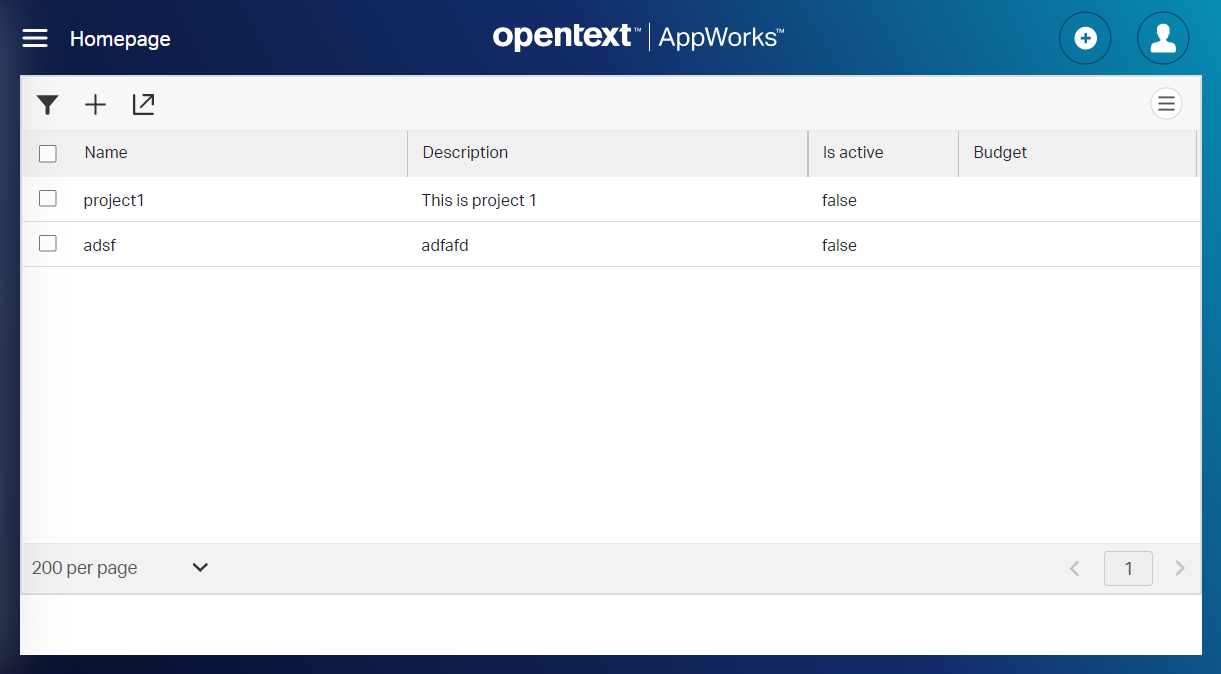 Homepage
opentext™ | AppWorks™
Name Description Is active Budget
project1 This is project 1 false
adsf adfafd false
200 per page 1